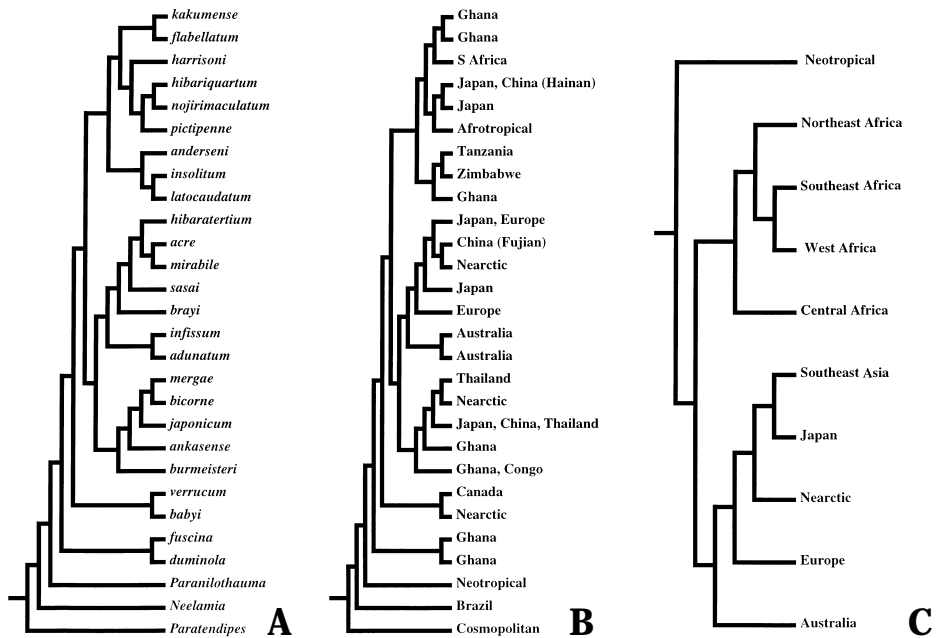 kakumense
flabellatum
harrisoni
hibariquartum
nojirimaculatum
pictipenne
anderseni
insolitum
latocaudatum
hibaratertium
acre
mirabile
sasai
brayi
infissum
adunatum
mergae
bicorne
japonicum
ankasense
burmeisteri
verrucum
babyi
fuscina
duminola
Paranilothauma
Neelamia
Paratendipes
A
Ghana
Ghana
S Africa
Japan, China (Hainan)
Japan
Afrotropical
Tanzania
Zimbabwe
Ghana
Japan, Europe
China (Fujian)
Nearctic
Japan
Europe
Australia
Australia
Thailand
Nearctic
Japan, China, Thailand
Ghana
Ghana, Congo
Canada
Nearctic
Ghana
Ghana
Neotropical
Brazil
Cosmopolitan
B
Neotropical
Northeast Africa
Southeast Africa
West Africa
Central Africa
Southeast Asia
Japan
Nearctic
Europe
Australia
C